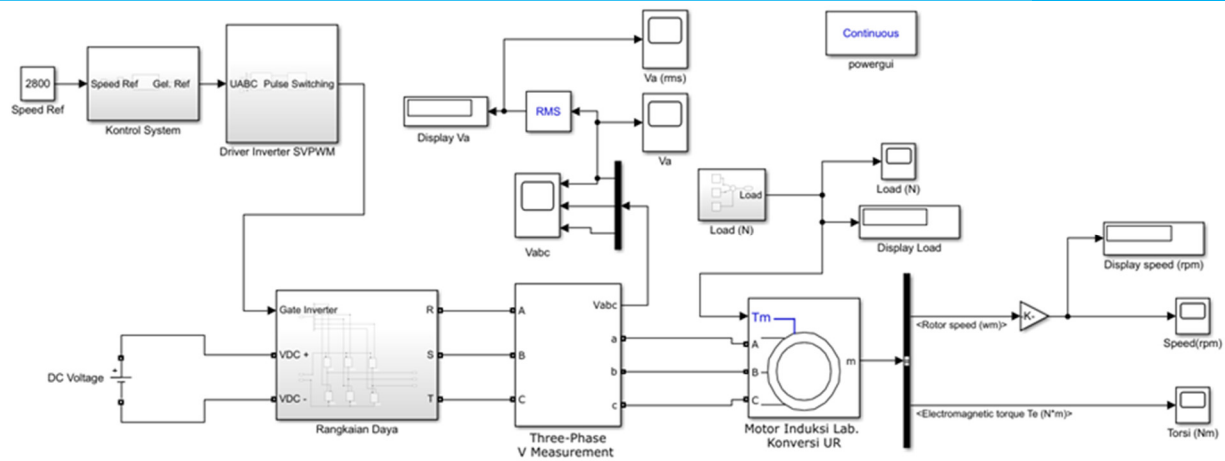 2800
Speed Ref
Speed Ref
Gel. Ref
Kontrol System
UABC
Pulse Switching
Driver Inverter SVPWM
Display Va
RMS
Va (rms)
Va
Vabc
Continuous
powergui
Load
Load (N)
Load (N)
Display Load
Display speed (rpm)
Gate Inverter
VDC +
VDC -
R
S
T
Rangkaian Daya
DC Voltage
+
A
B
C
Vabc
a
b
c
Three-Phase
V Measurement
Tm
A
B
C
m
Motor Induksi Lab.
Konversi UR
<Rotor speed (wm)>
-K-
Speed(rpm)
<Electromagnetic torque Te (N*m)>
Torsi (Nm)